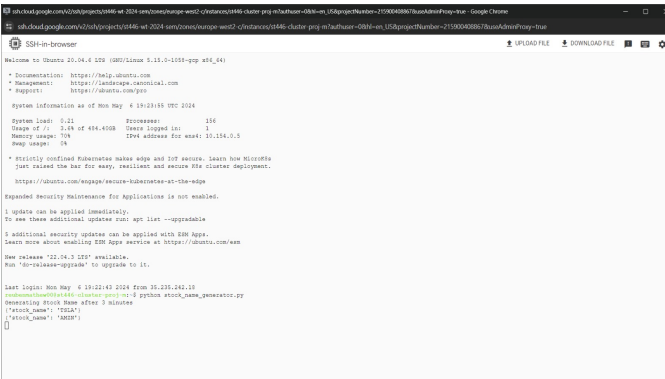 ssh.cloud.google.com/v2/ssh/projects/st446-wt-2024-sem/zones/europe-west2-c/instances/st446-cluster-proj-m?authuser=0&hl=en_US&projectNumber=215900408867&useAdminProxy=true - Google Chrome
ssh.cloud.google.com/v2/ssh/projects/st446-wt-2024-sem/zones/europe-west2-c/instances/st446-cluster-proj-m?authuser=0&hl=en_US&projectNumber=215900408867&useAdminProxy=true
SSH-in-browser
UPLOAD FILE
DOWNLOAD FILE
Welcome to Ubuntu 20.04.6 LTS (GNU/Linux 5.15.0-1058-gcp x86_64)
* Documentation: https://help.ubuntu.com
* Management: https://landscape.canonical.com
* Support: https://ubuntu.com/pro
System information as of Mon May 6 19:23:55 UTC 2024
System load: 0.21 Processes: 156
Usage of /: 3.6% of 484.40GB Users logged in: 1
Memory usage: 70% IPv4 address for ens4: 10.154.0.5
Swap usage: 0%
* Strictly confined Kubernetes makes edge and IoT secure. Learn how MicroK8s
just raised the bar for easy, resilient and secure K8s cluster deployment.
https://ubuntu.com/engage/secure-kubernetes-at-the-edge
Expanded Security Maintenance for Applications is not enabled.
1 update can be applied immediately.
To see these additional updates run: apt list --upgradable
5 additional security updates can be applied with ESM Apps.
Learn more about enabling ESM Apps service at https://ubuntu.com/esm
New release '22.04.3 LTS' available.
Run 'do-release-upgrade' to upgrade to it.
Last login: Mon May 6 19:22:43 2024 from 35.235.242.18
:~$ python stock_name_generator.py
Generating Stock Name after 3 minutes
{'stock_name': 'TSLA'}
{'stock_name': 'AMZN'}